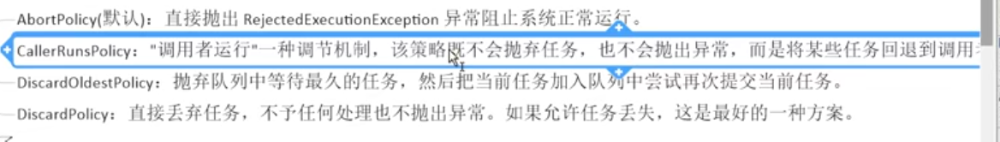 AbortPolicy(默认)：直接抛出 RejectedExecutionException 异常阻止系统正常运行。
CallerRunsPolicy："调用者运行"一种调节机制，该策略既不会抛弃任务，也不会抛出异常，而是将某些任务回退到调用
DiscardOldestPolicy：抛弃队列中等待最久的任务，然后把当前任务加入队列中尝试再次提交当前任务。
DiscardPolicy：直接丢弃任务，不予任何处理也不抛出异常。如果允许任务丢失，这是最好的一种方案。